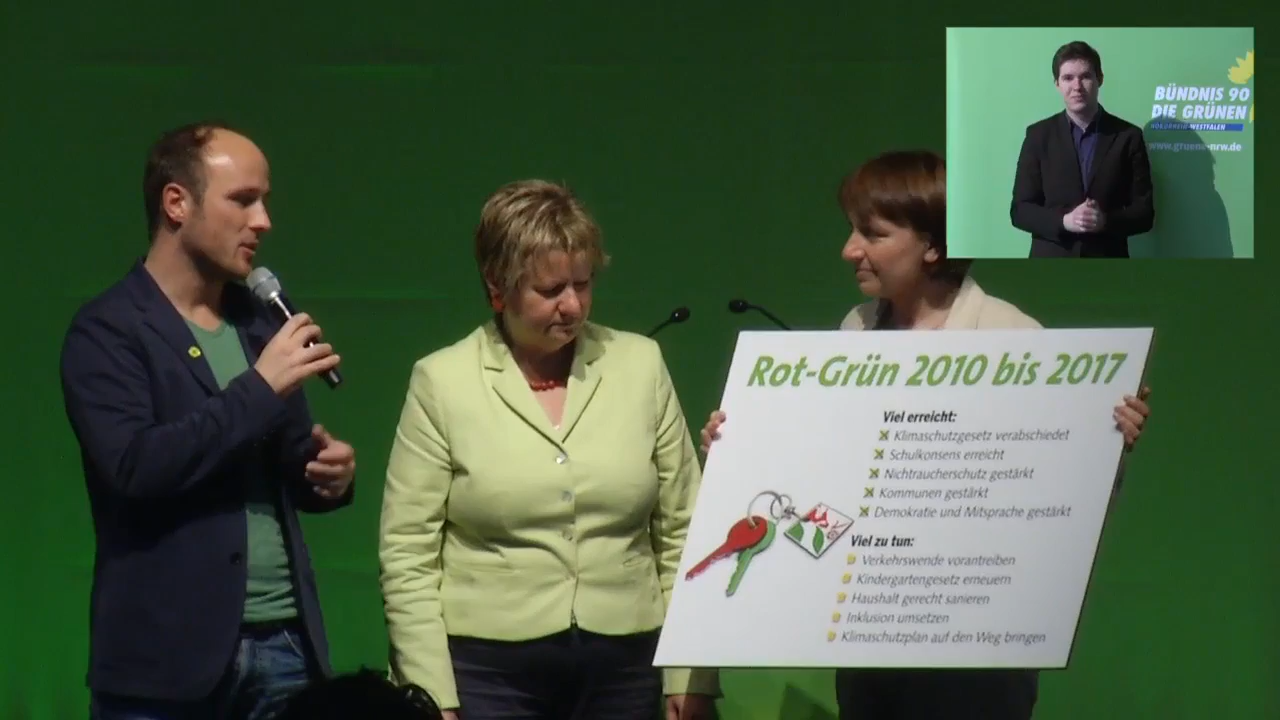 BÜNDNIS 90
DIE GRÜNEN
NORDRHEIN-WESTFALEN
www.gruene-nrw.de
Rot-Grün 2010 bis 2017
Viel erreicht:
Klimaschutzgesetz verabschiedet
Schulkonsens erreicht
Nichtraucherschutz gestärkt
Kommunen gestärkt
Demokratie und Mitsprache gestärkt
Viel zu tun:
Verkehrswende vorantreiben
Kindergartengesetz erneuern
Haushalt gerecht sanieren
Inklusion umsetzen
Klimaschutzplan auf den Weg bringen